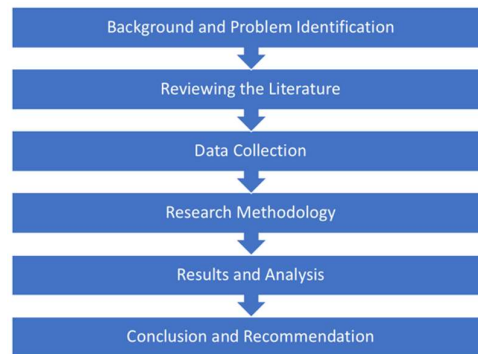 Background and Problem Identification
Reviewing the Literature
Data Collection
Research Methodology
Results and Analysis
Conclusion and Recommendation